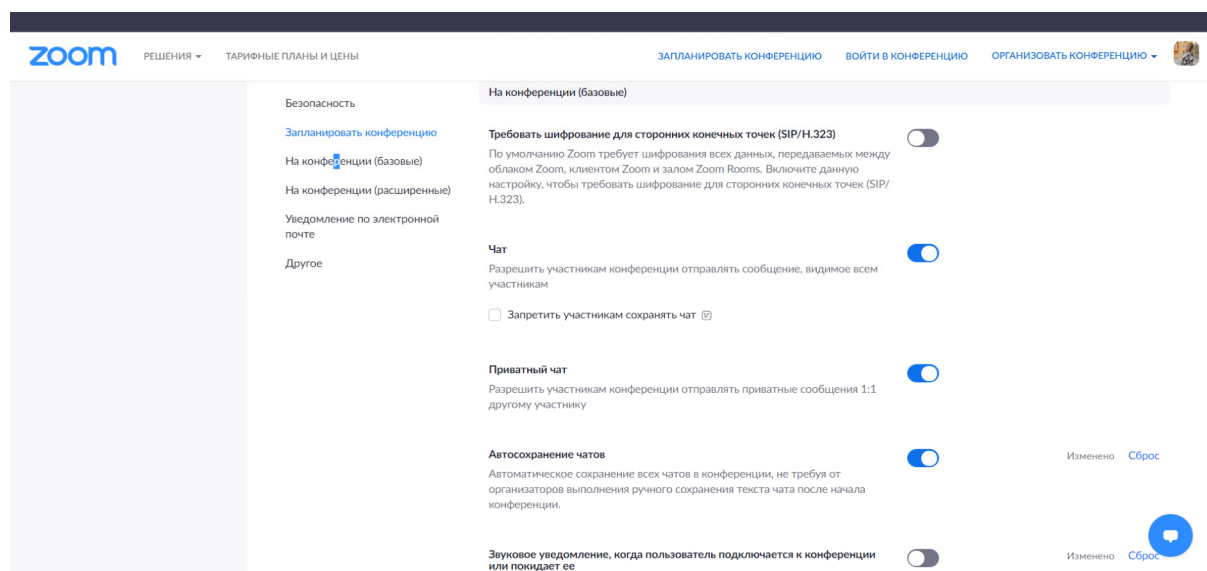 zoom
РЕШЕНИЯ
ТАРИФНЫЕ ПЛАНЫ И ЦЕНЫ
ЗАПЛАНИРОВАТЬ КОНФЕРЕНЦИЮ
ВОЙТИ В КОНФЕРЕНЦИЮ
ОРГАНИЗОВАТЬ КОНФЕРЕНЦИЮ
Безопасность
Запланировать конференцию
На конференции (базовые)
На конференции (расширенные)
Уведомление по электронной
почте
Другое
На конференции (базовые)
Требовать шифрование для сторонних конечных точек (SIP/H.323)
По умолчанию Zoom требует шифрования всех данных, передаваемых между
облаком Zoom, клиентом Zoom и залом Zoom Rooms. Включите данную
настройку, чтобы требовать шифрование для сторонних конечных точек (SIP/
H.323).
Чат
Разрешить участникам конференции отправлять сообщение, видимое всем
участникам
Запретить участникам сохранять чат
Приватный чат
Разрешить участникам конференции отправлять приватные сообщения 1:1
другому участнику
Автосохранение чатов
Изменено Сброс
Автоматическое сохранение всех чатов в конференции, не требуя от
организаторов выполнения ручного сохранения текста чата после начала
конференции.
Звуковое уведомление, когда пользователь подключается к конференции
или покидает ее
Изменено Сброс